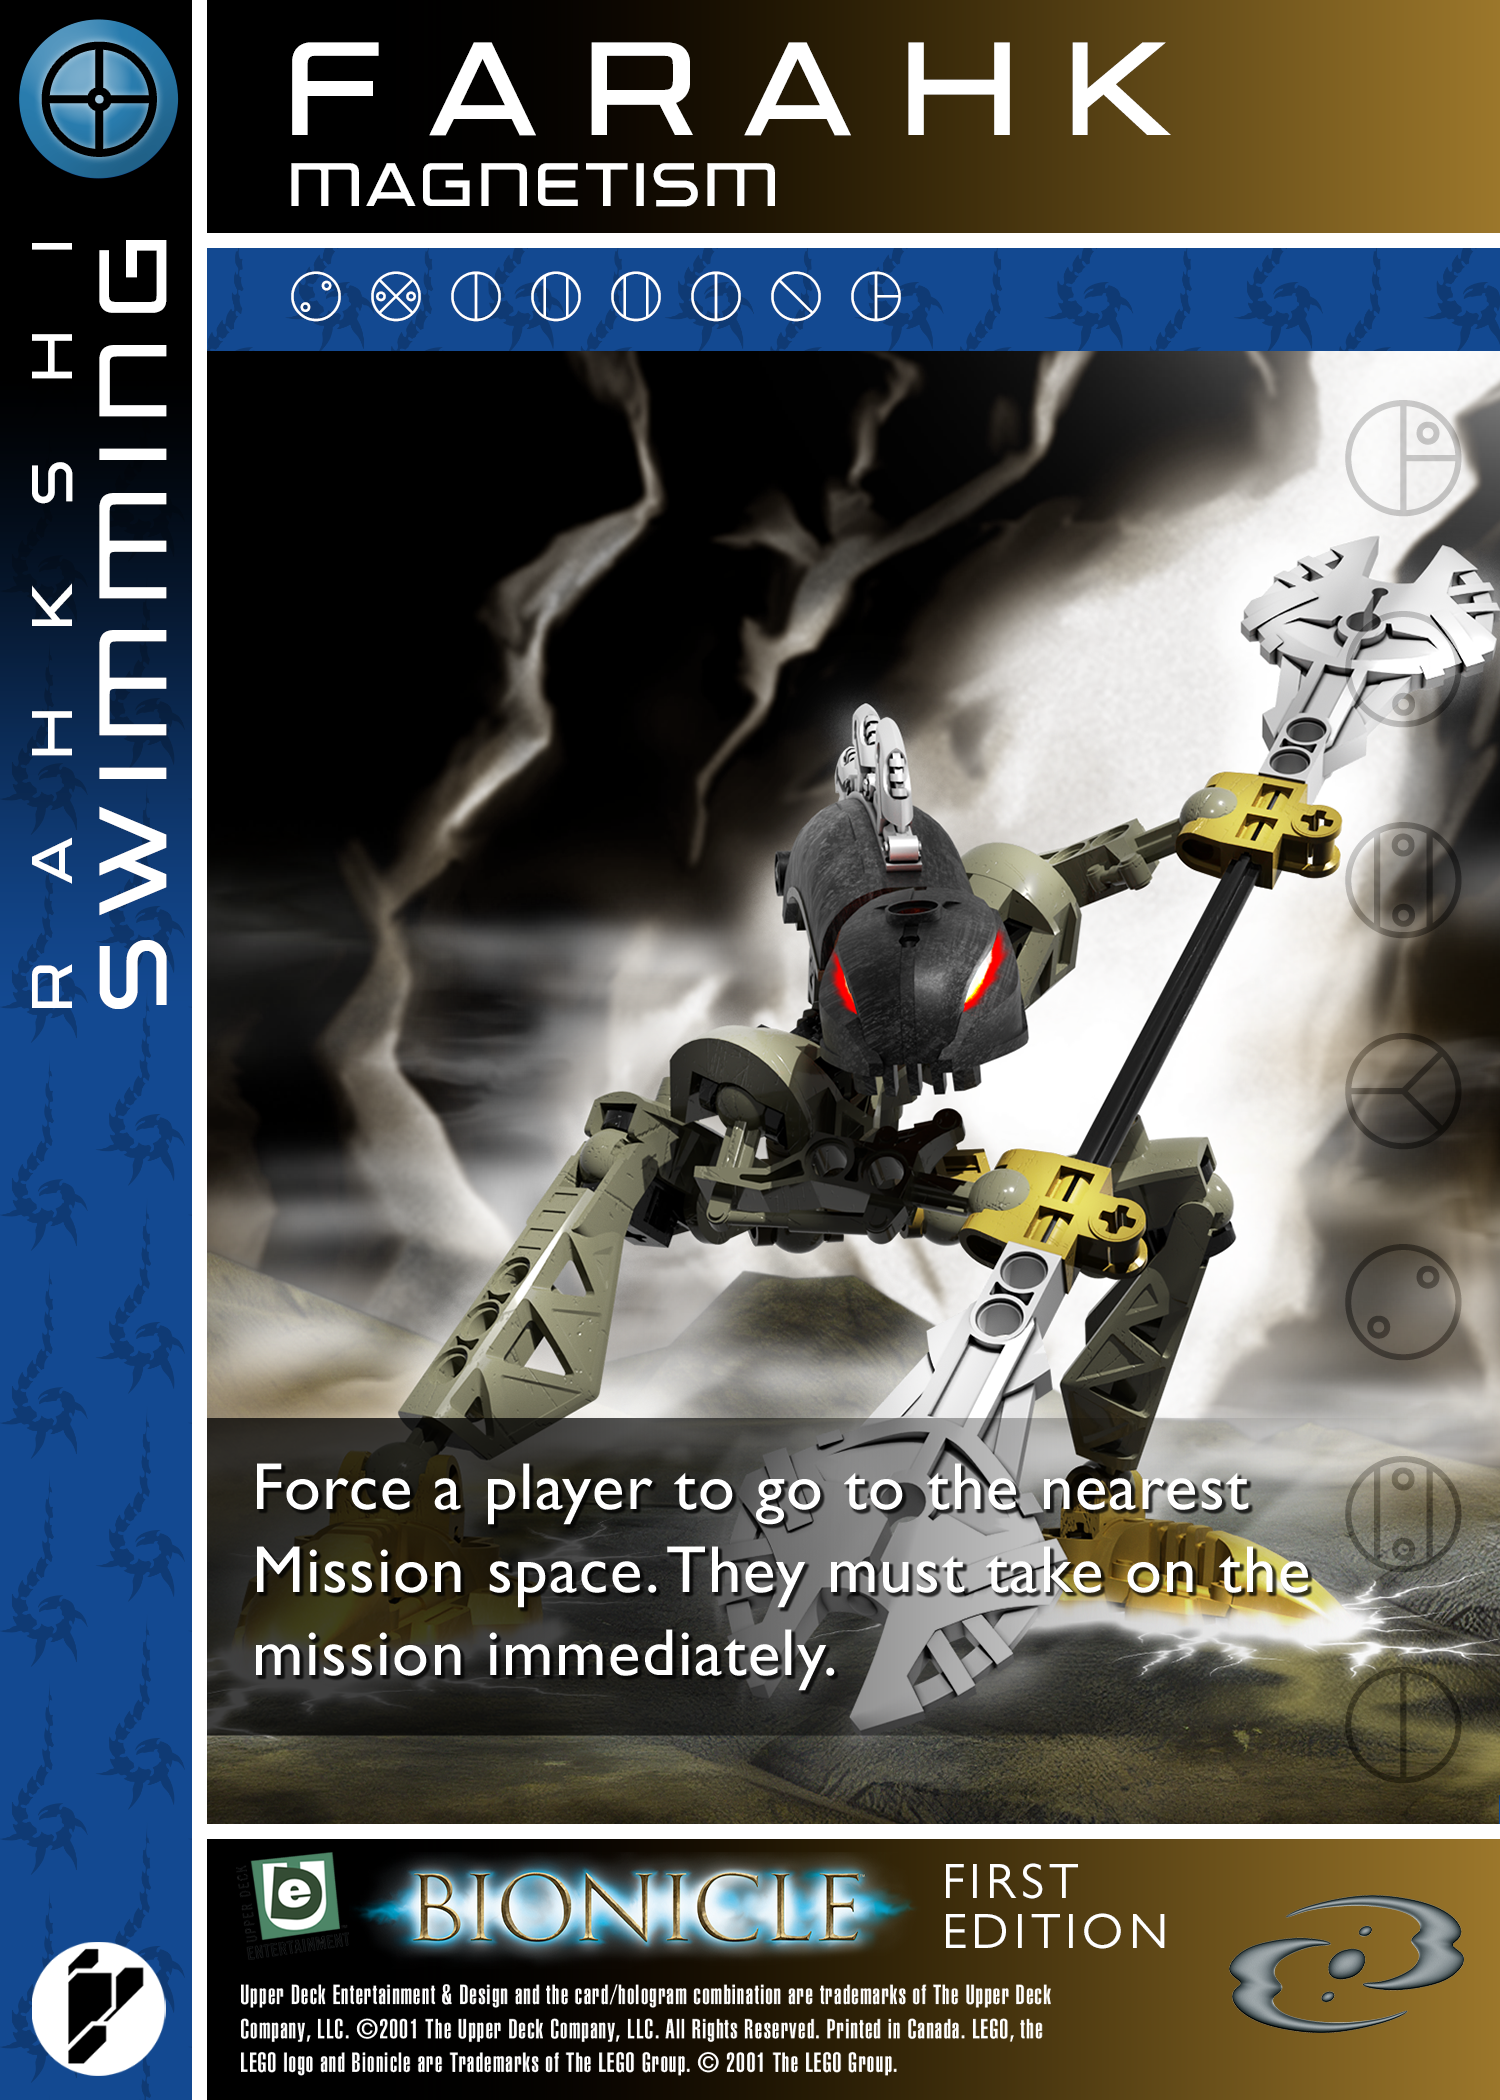 FARAHK
MAGNETISM
RAHKSHI
SWIMMING
Force a player to go to the nearest
Mission space. They must take on the
mission immediately.
UPPER DECK
e
ENTERTAINMENT
BIONICLE
FIRST
EDITION
Upper Deck Entertainment & Design and the card/hologram combination are trademarks of The Upper Deck
Company, LLC. ©2001 The Upper Deck Company, LLC. All Rights Reserved. Printed in Canada. LEGO, the
LEGO logo and Bionicle are Trademarks of The LEGO Group. © 2001 The LEGO Group.